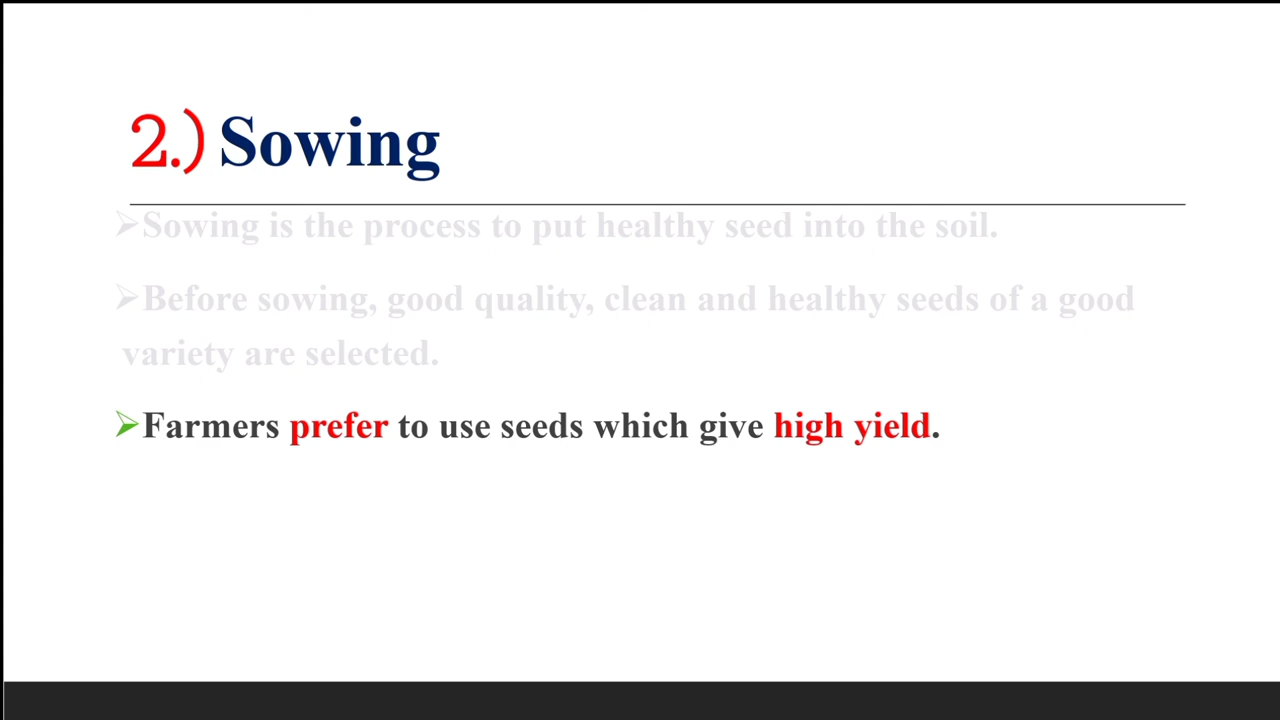 2.) Sowing
➢Sowing is the process to put healthy seed into the soil.
➢Before sowing, good quality, clean and healthy seeds of a good
variety are selected.
➢Farmers prefer to use seeds which give high yield.